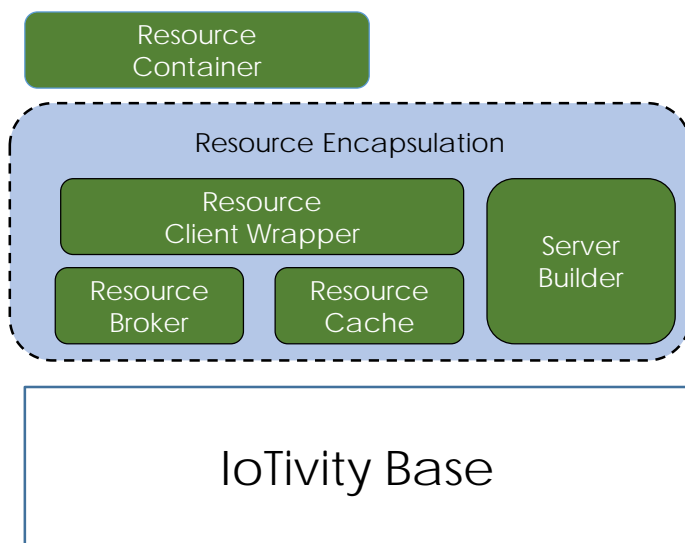 Resource
Container
Resource Encapsulation
Resource
Client Wrapper
Server
Builder
Resource
Broker
Resource
Cache
IoTivity Base